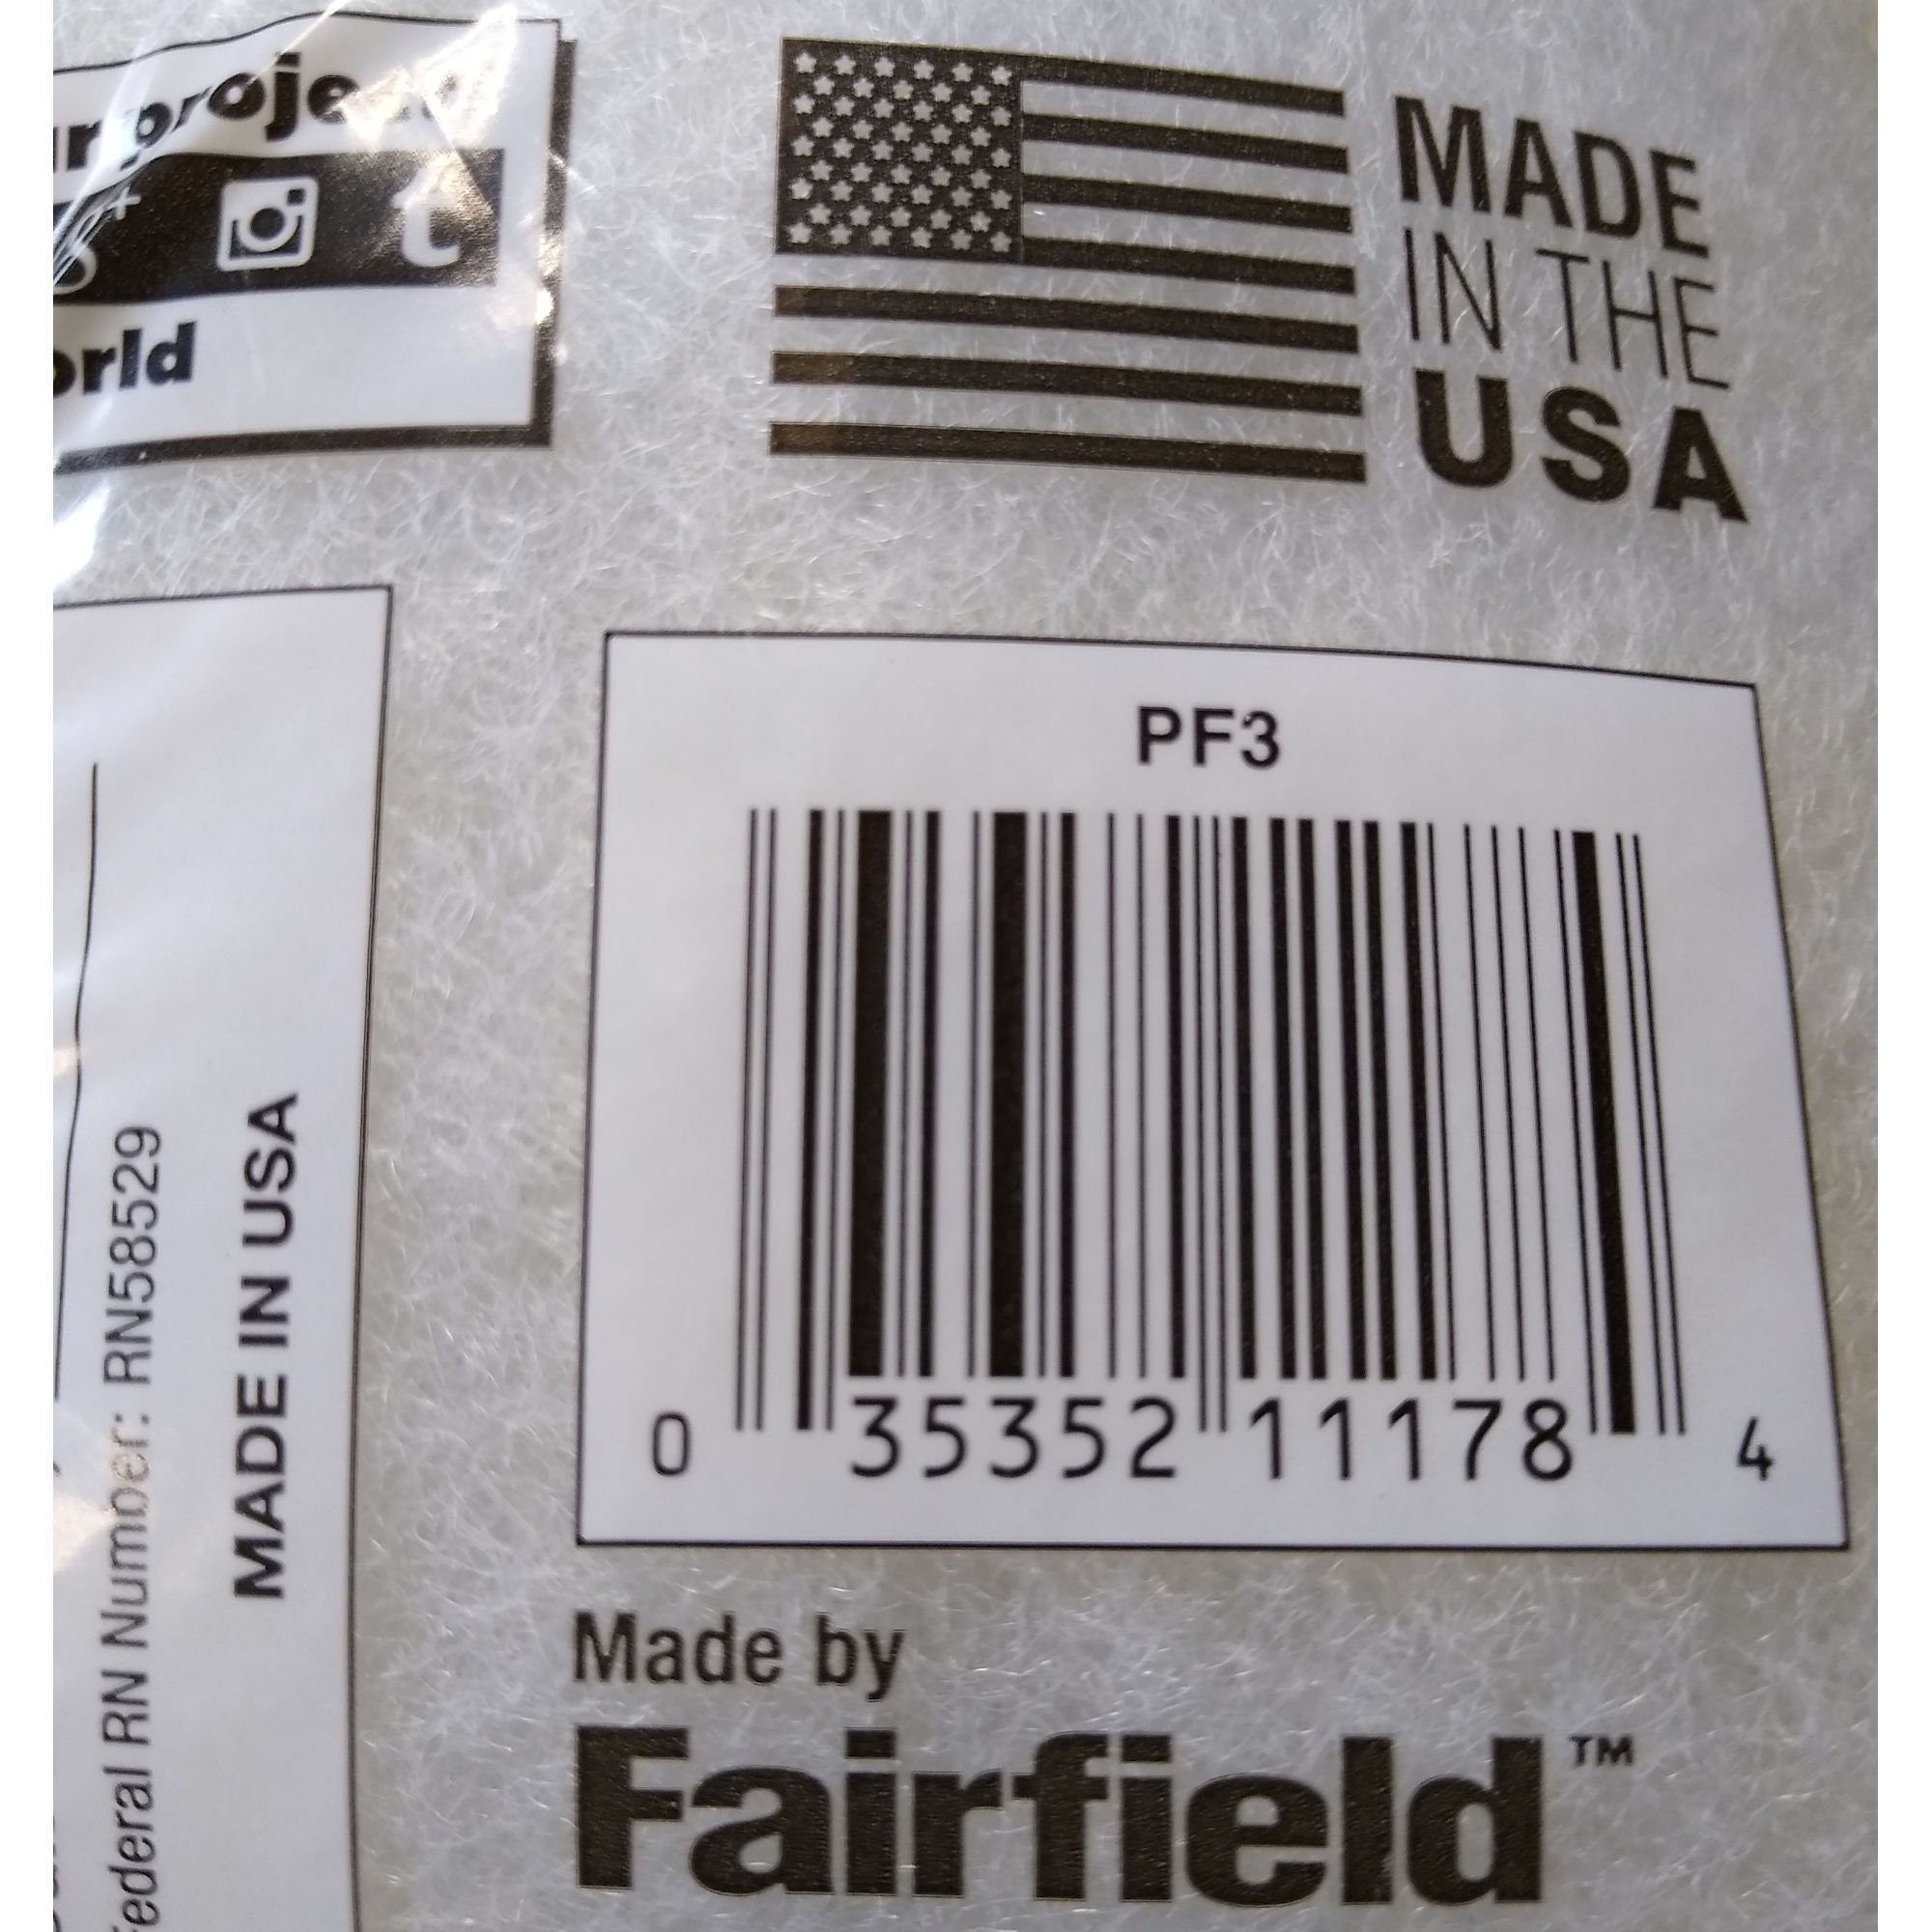 project
t
MADE
IN THE
USA
PF3
0 35352 11178 4
Federal RN Number: RN58529
MADE IN USA
Made by
Fairfield™